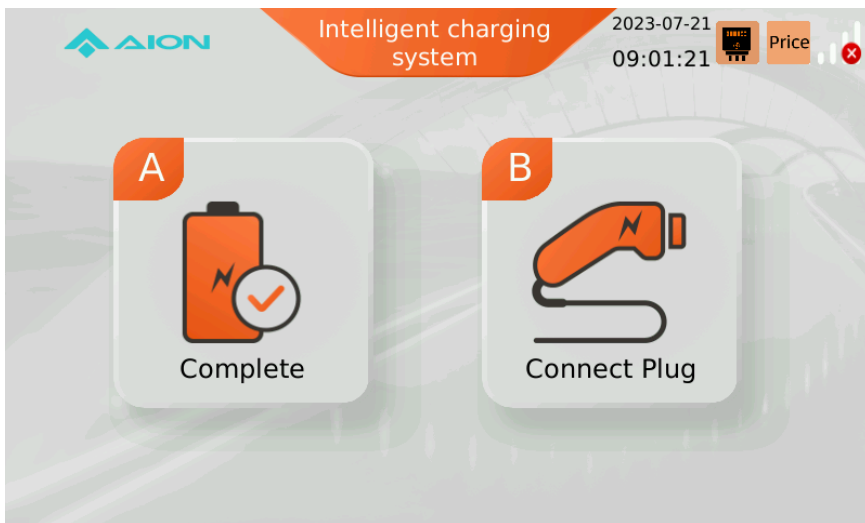 AION
Intelligent charging
system
2023-07-21
09:01:21
Price
A
Complete
B
Connect Plug